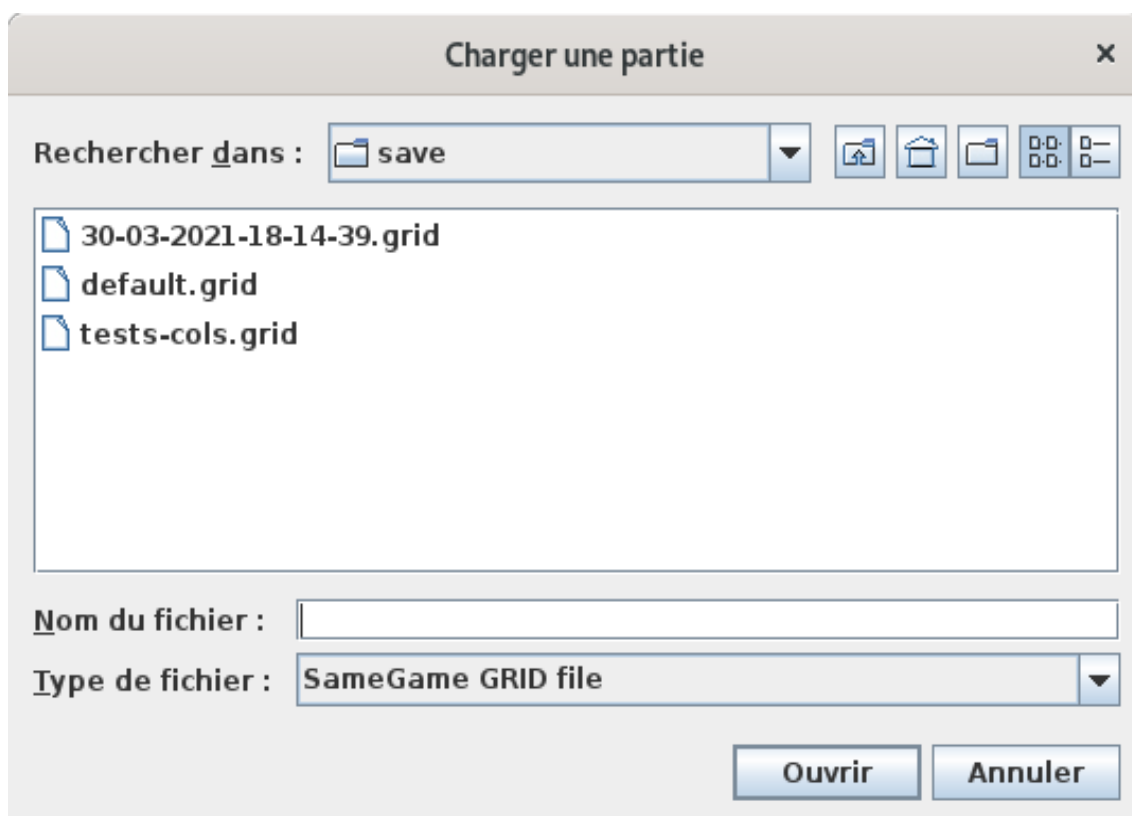 Charger une partie
Rechercher dans : save
30-03-2021-18-14-39.grid
default.grid
tests-cols.grid
Nom du fichier :
Type de fichier : SameGame GRID file
Ouvrir Annuler